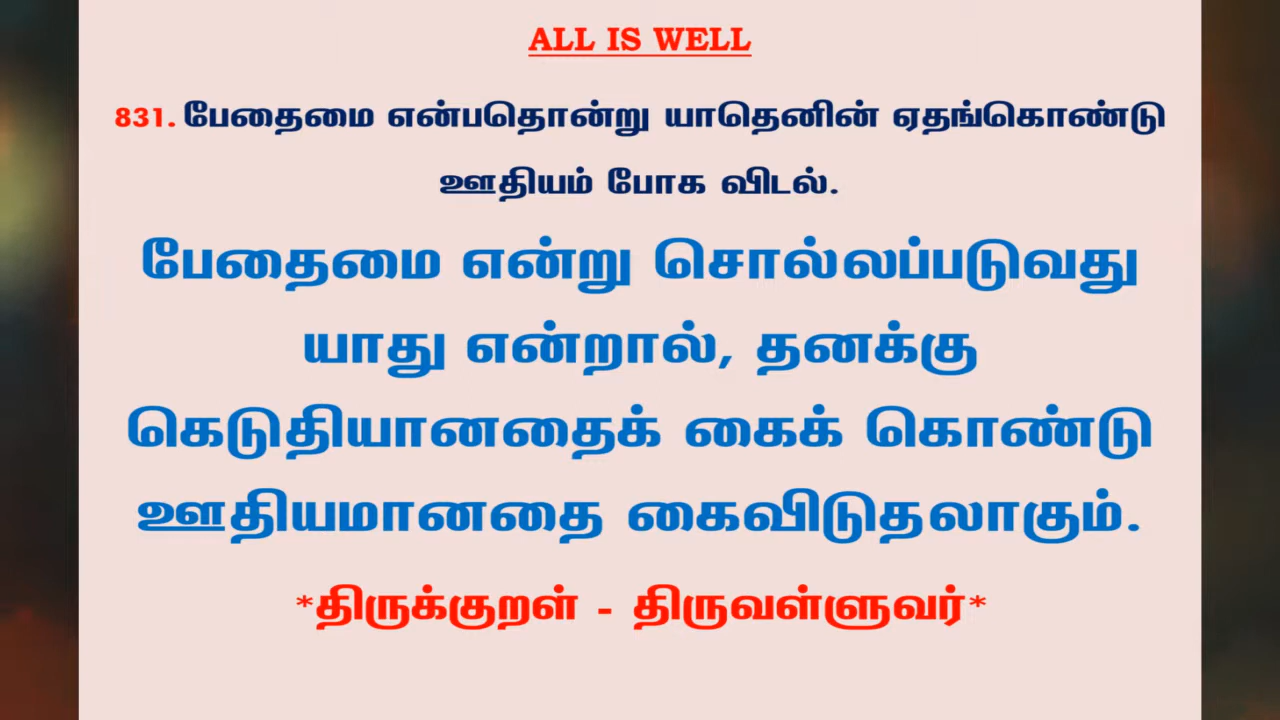 ALL IS WELL
831. பேதைமை என்பதொன்று யாதெனின் ஏதங்கொண்டு
ஊதியம் போக விடல்.
பேதைமை என்று சொல்லப்படுவது
யாது என்றால், தனக்கு
கெடுதியானதைக் கைக் கொண்டு
ஊதியமானதை கைவிடுதலாகும்.
*திருக்குறள் - திருவள்ளுவர்*